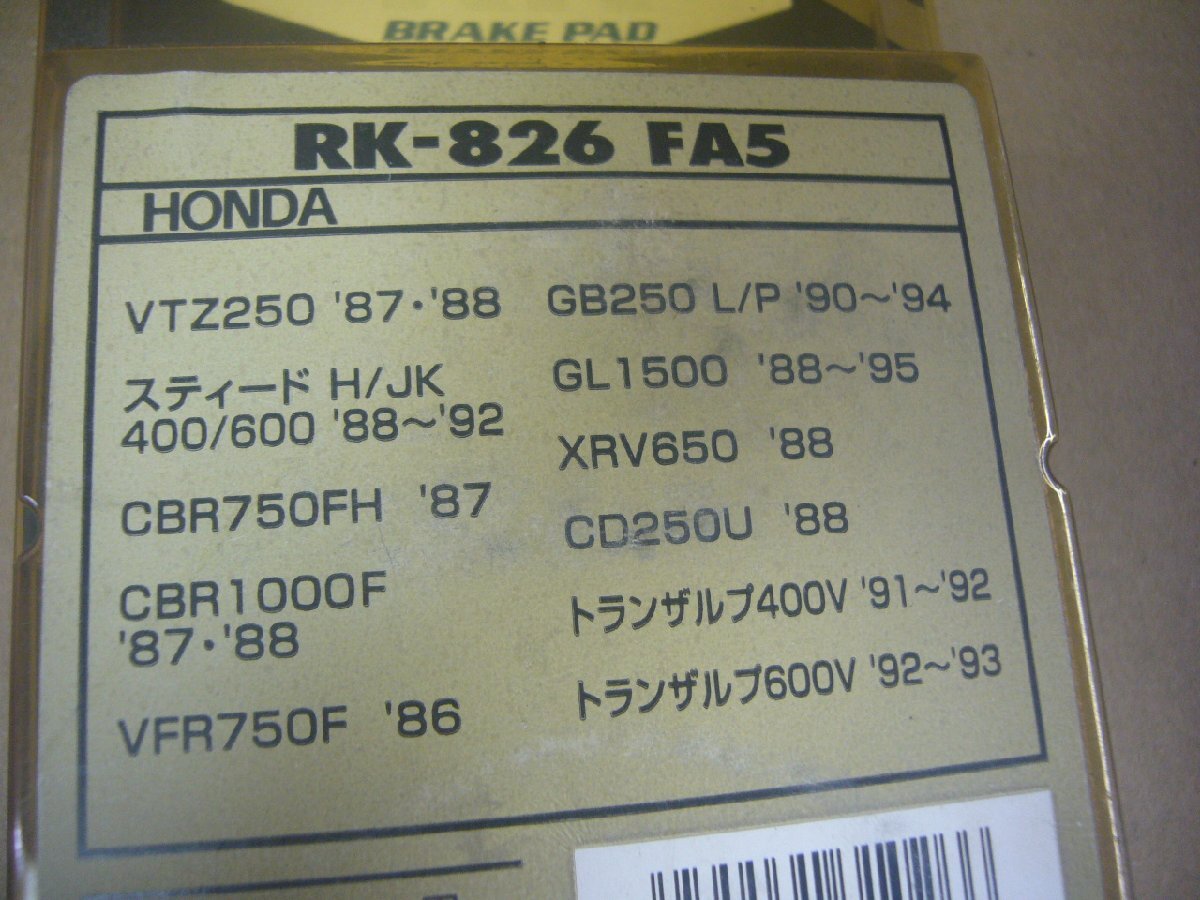 BRAKE PAD
RK-826 FA5
HONDA
VTZ250 '87・'88
スティード H/JK
400/600 '88～'92
CBR750FH '87
CBR1000F
'87・'88
VFR750F '86
GB250 L/P '90～'94
GL1500 '88～'95
XRV650 '88
CD250U '88
トランザルプ400V '91～'92
トランザルプ600V '92～'93